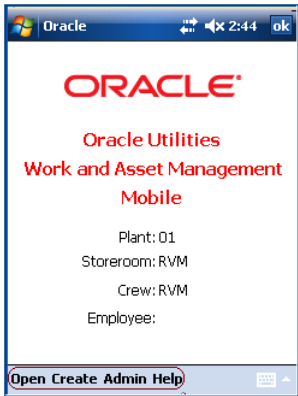 Oracle 2:44 ok
ORACLE
Oracle Utilities
Work and Asset Management
Mobile
Plant: 01
Storeroom: RVM
Crew: RVM
Employee:
Open Create Admin Help